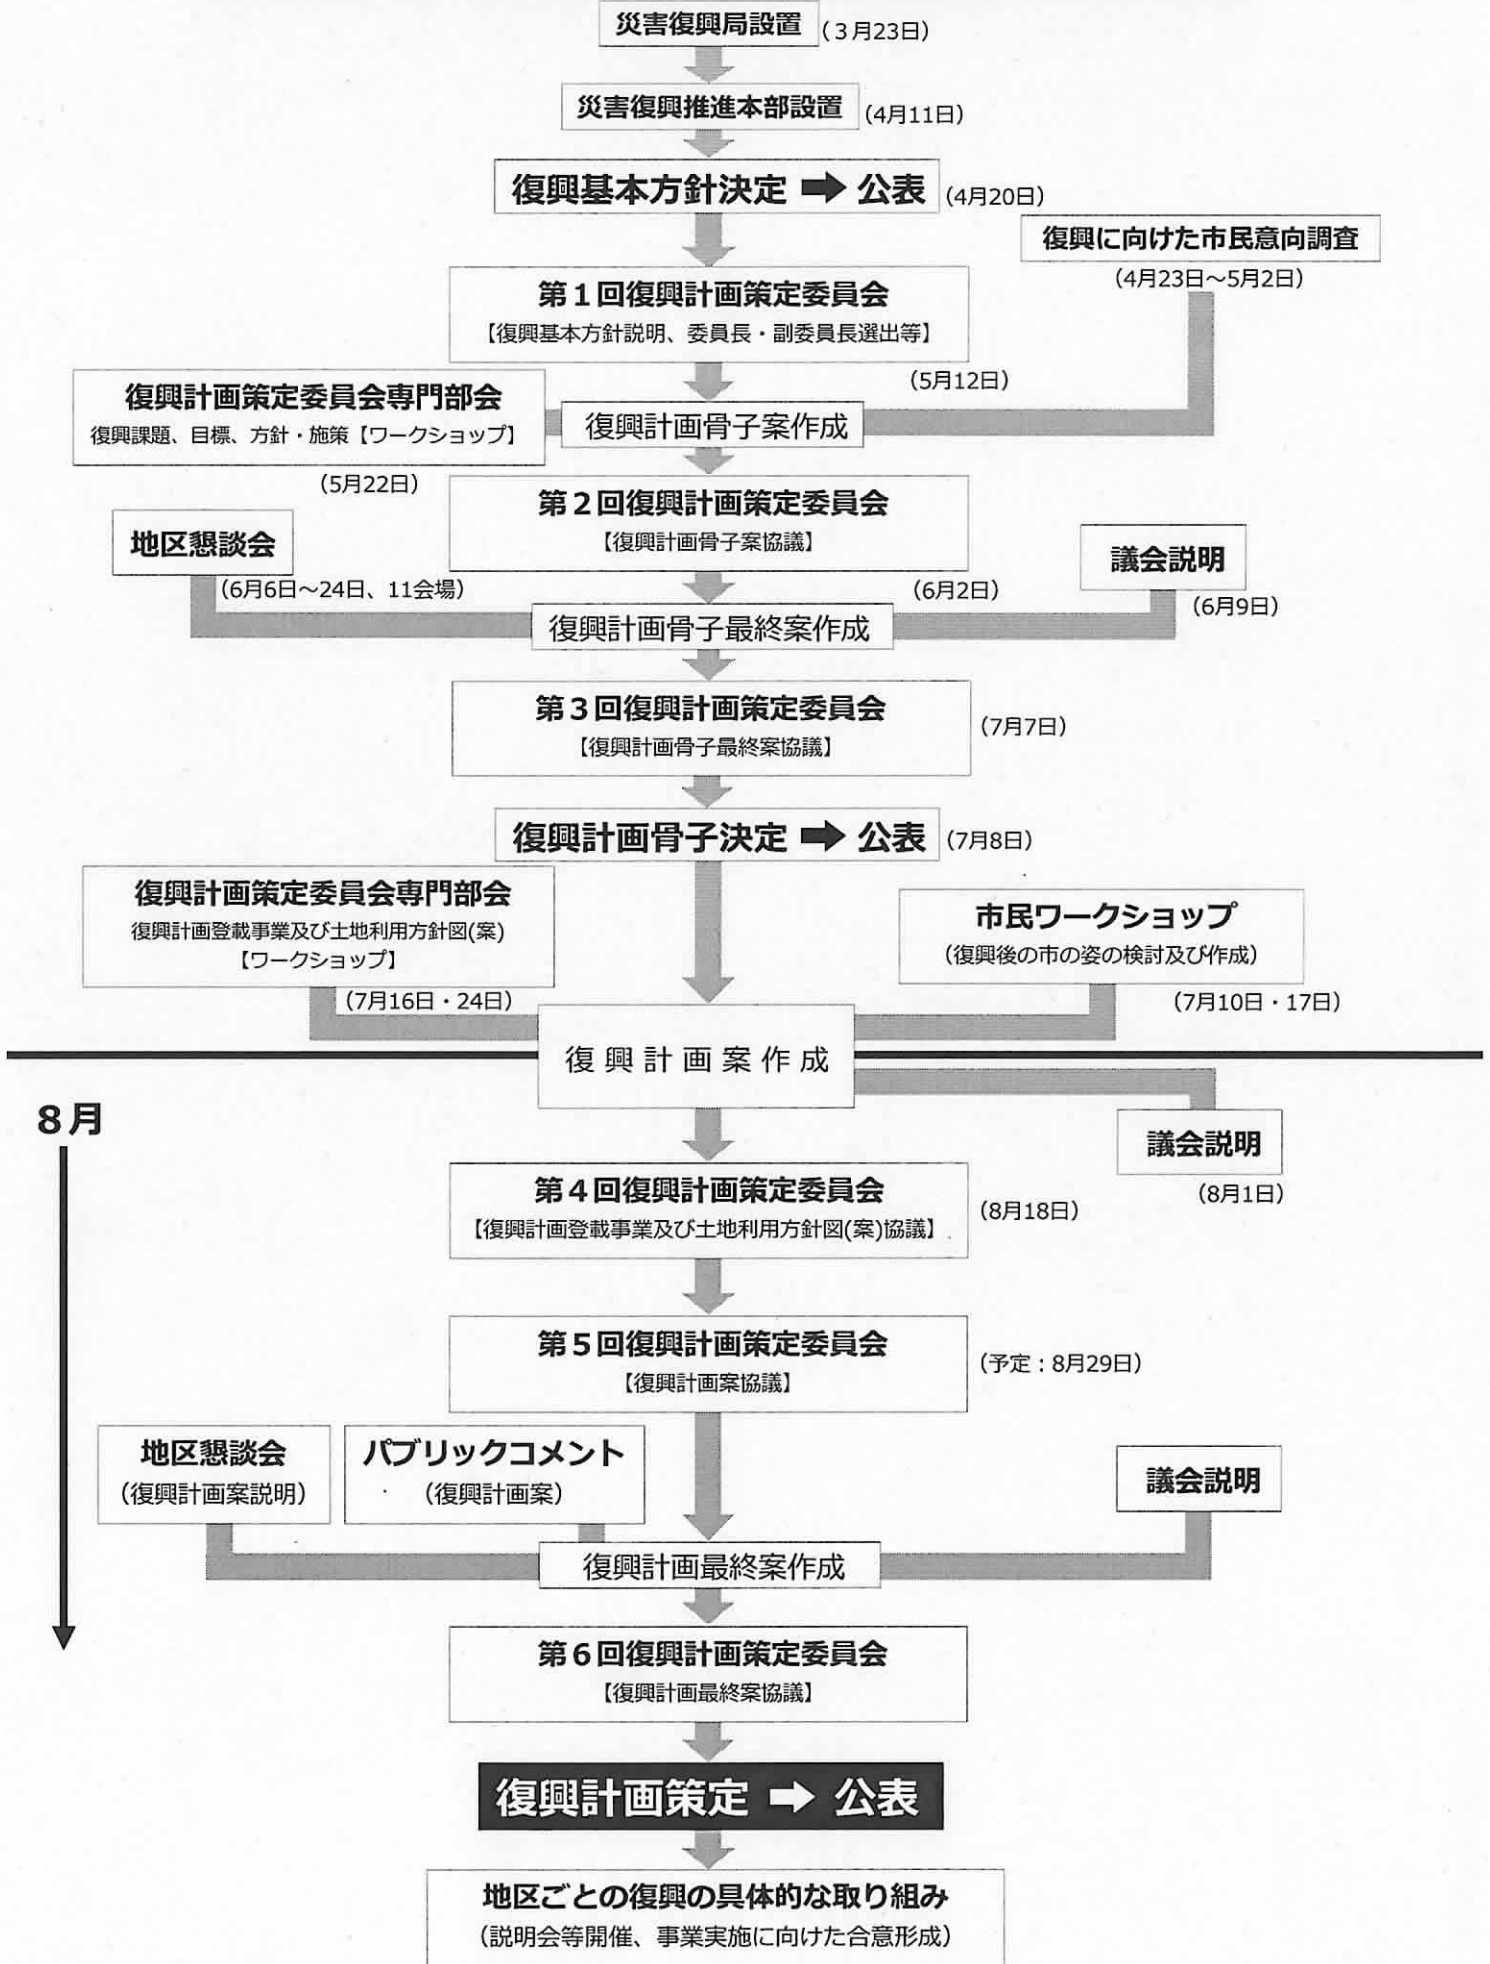 災害復興局設置 (3月23日)
災害復興推進本部設置 (4月11日)
復興基本方針決定 ➡ 公表 (4月20日)
復興に向けた市民意向調査
(4月23日～5月2日)
第1回復興計画策定委員会
【復興基本方針説明、委員長・副委員長選出等】
(5月12日)
復興計画策定委員会専門部会
復興課題、目標、方針・施策【ワークショップ】
(5月22日)
復興計画骨子案作成
第2回復興計画策定委員会
【復興計画骨子案協議】
(6月2日)
地区懇談会
(6月6日～24日、11会場)
議会説明
(6月9日)
復興計画骨子最終案作成
第3回復興計画策定委員会
【復興計画骨子最終案協議】
(7月7日)
復興計画骨子決定 ➡ 公表 (7月8日)
復興計画策定委員会専門部会
復興計画登載事業及び土地利用方針図(案)
【ワークショップ】
(7月16日・24日)
市民ワークショップ
(復興後の市の姿の検討及び作成)
(7月10日・17日)
復興計画案作成
8月
議会説明
(8月1日)
第4回復興計画策定委員会
【復興計画登載事業及び土地利用方針図(案)協議】
(8月18日)
第5回復興計画策定委員会
【復興計画案協議】
(予定：8月29日)
地区懇談会
(復興計画案説明)
パブリックコメント
(復興計画案)
議会説明
復興計画最終案作成
第6回復興計画策定委員会
【復興計画最終案協議】
復興計画策定 ➡ 公表
地区ごとの復興の具体的な取り組み
(説明会等開催、事業実施に向けた合意形成)